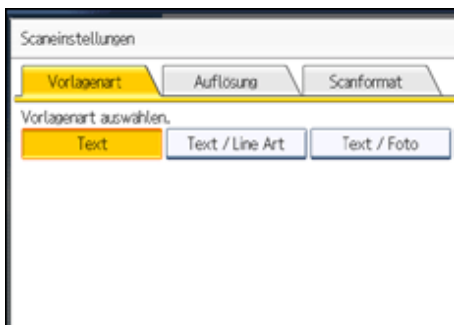 Scaneinstellungen
Vorlagenart Auflösung Scanformat
Vorlagenart auswählen.
Text Text / Line Art Text / Foto